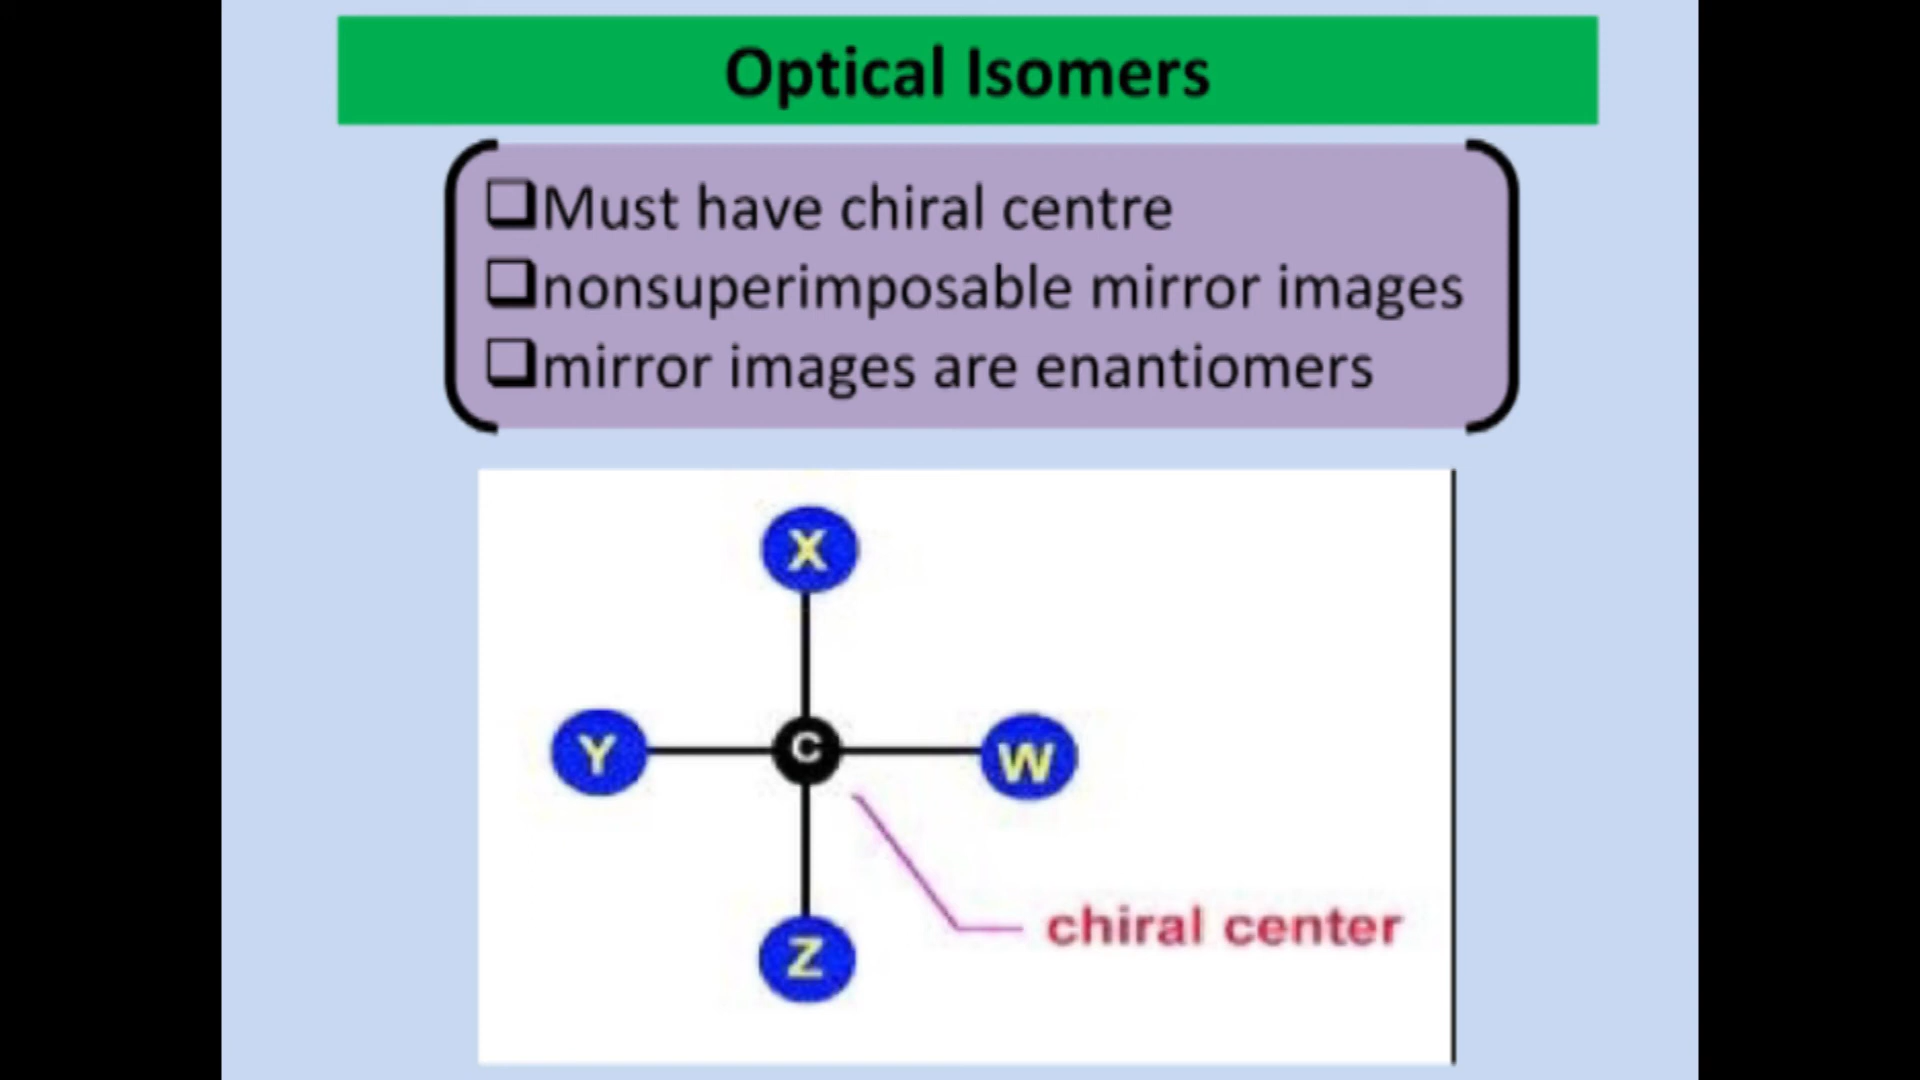 Optical Isomers
❑Must have chiral centre
❑nonsuperimposable mirror images
❑mirror images are enantiomers
X
Y C W
Z
chiral center